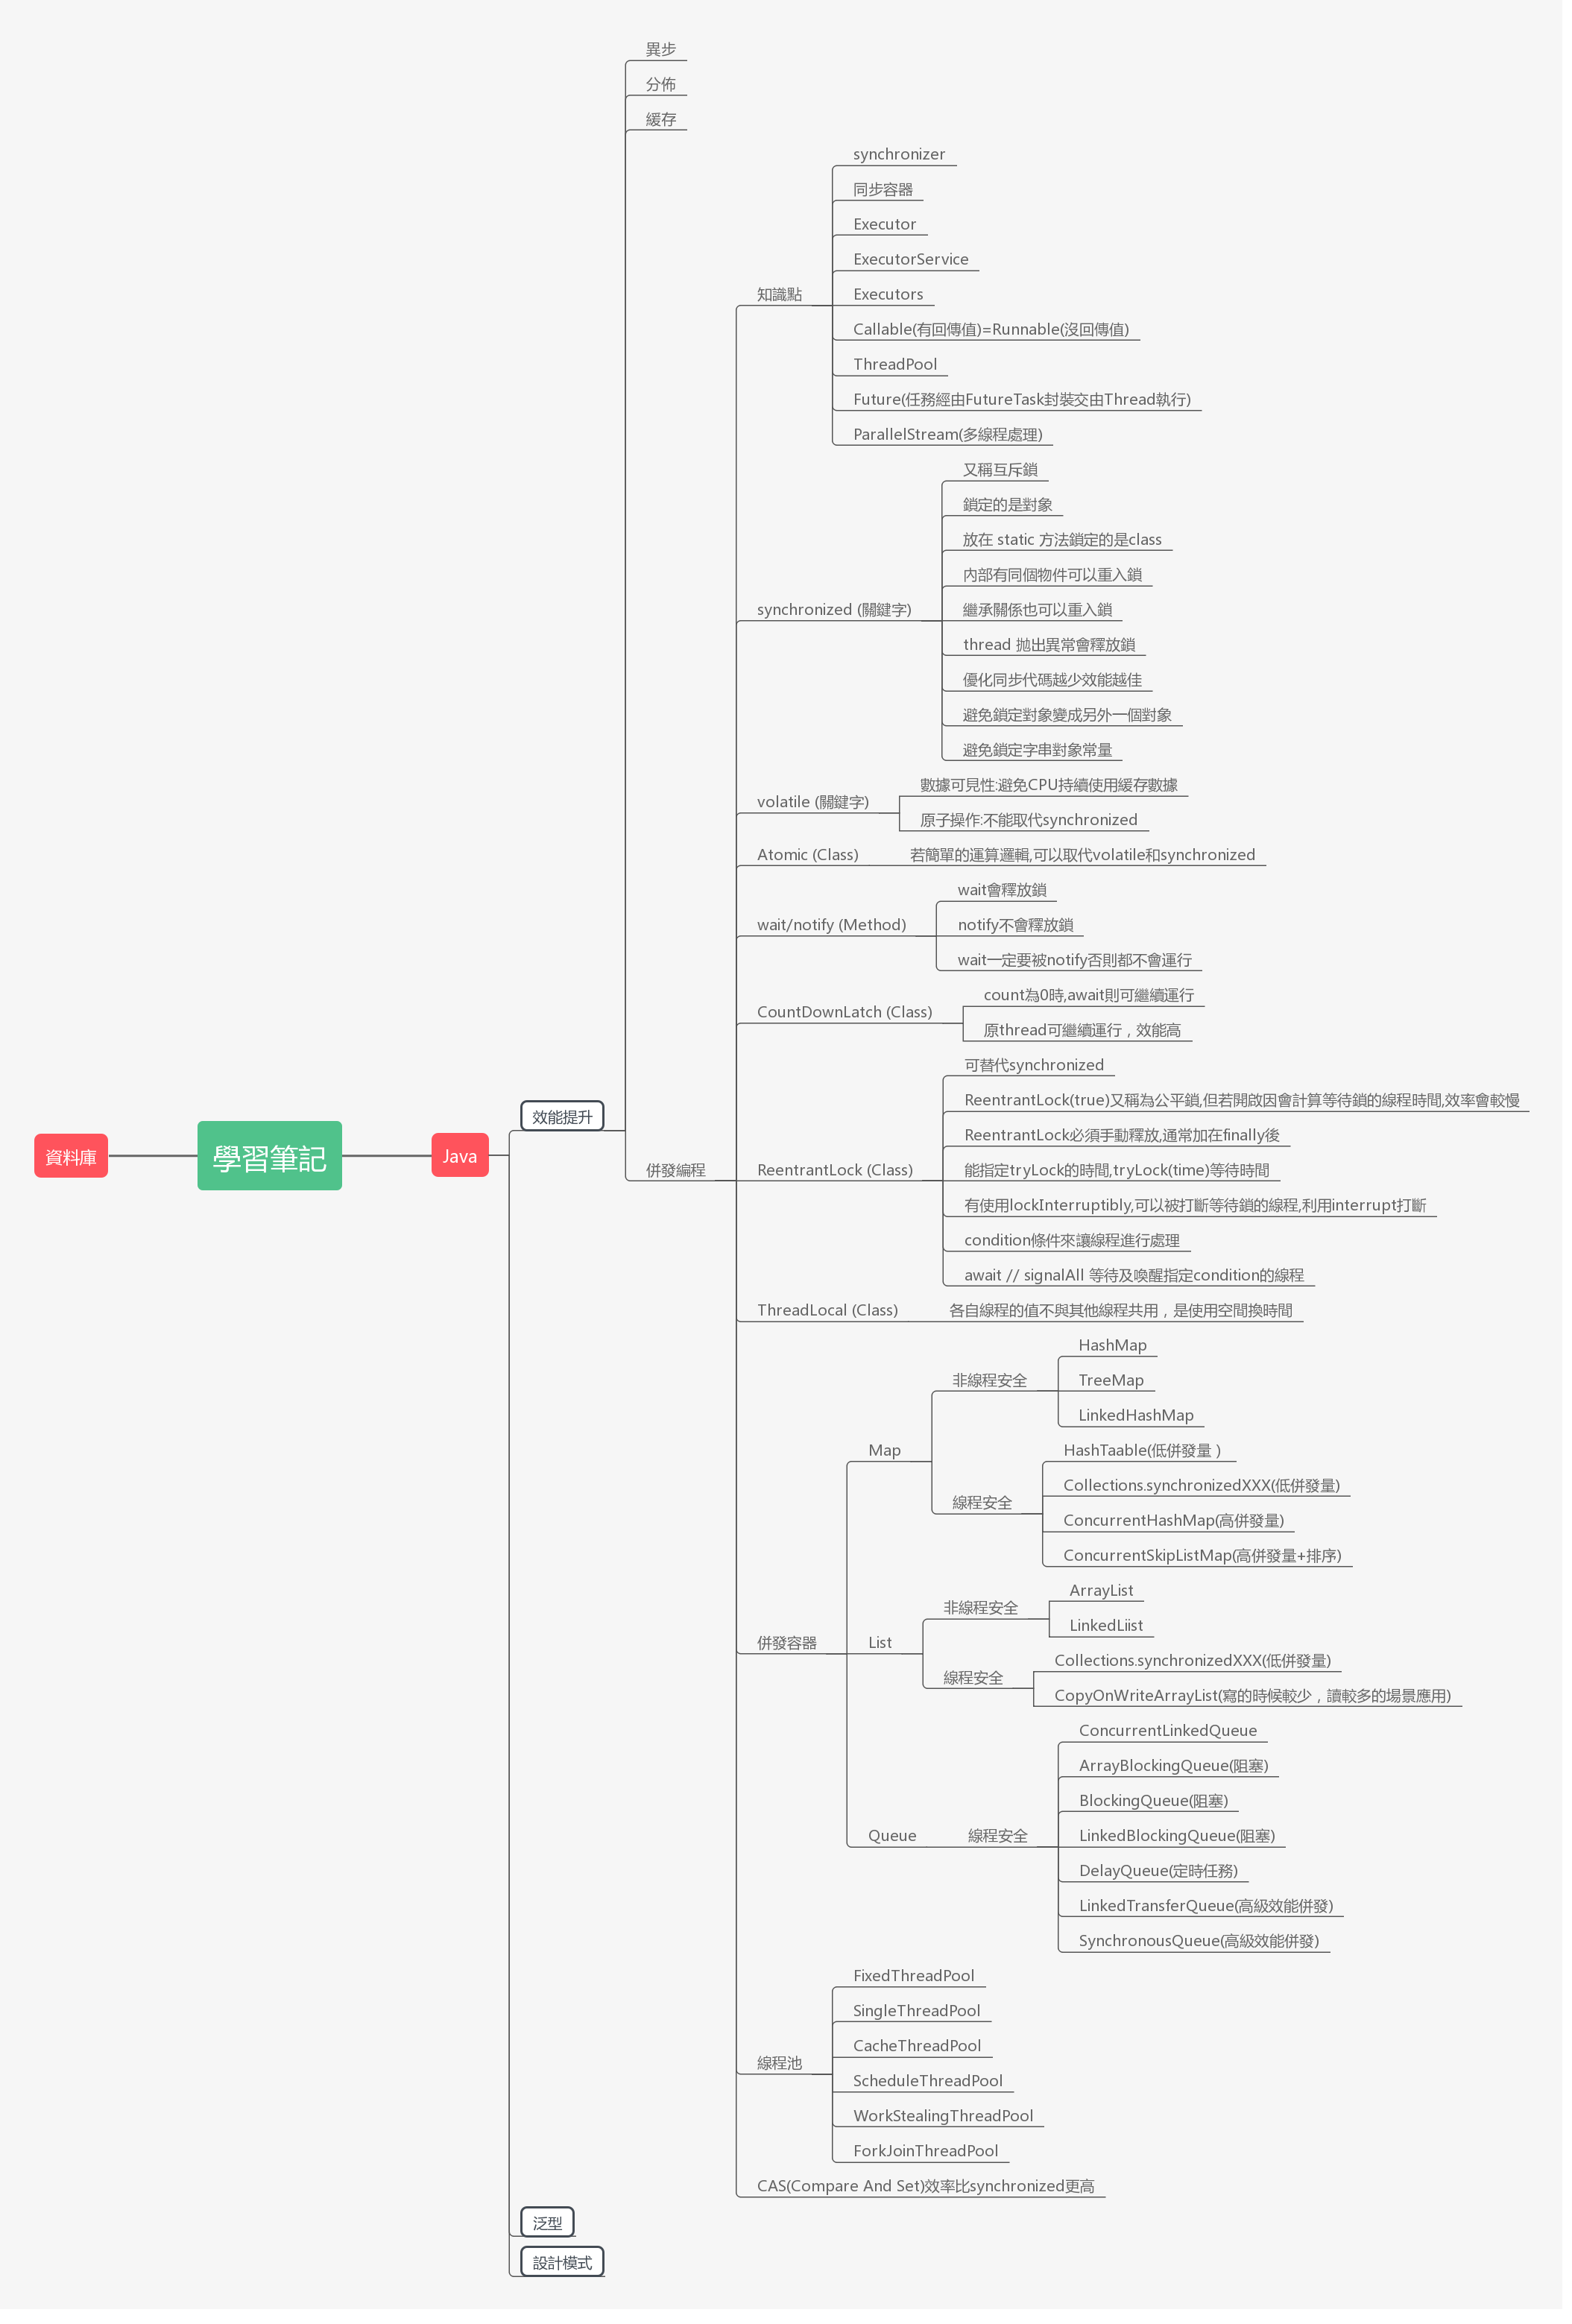 異步
分佈
緩存
synchronizer
同步容器
Executor
ExecutorService
知識點
Executors
Callable(有回傳值)=Runnable(沒回傳值)
ThreadPool
Future(任務經由FutureTask封裝交由Thread執行)
ParallelStream(多線程處理)
又稱互斥鎖
鎖定的是對象
放在 static 方法鎖定的是class
內部有同個物件可以重入鎖
synchronized (關鍵字)
繼承關係也可以重入鎖
thread 拋出異常會釋放鎖
優化同步代碼越少效能越佳
避免鎖定對象變成另外一個對象
避免鎖定字串對象常量
數據可見性:避免CPU持續使用緩存數據
volatile (關鍵字)
原子操作:不能取代synchronized
Atomic (Class)
若簡單的運算邏輯,可以取代volatile和synchronized
wait會釋放鎖
wait/notify (Method)
notify不會釋放鎖
wait一定要被notify否則都不會運行
count為0時,await則可繼續運行
CountDownLatch (Class)
原thread可繼續運行，效能高
可替代synchronized
ReentrantLock(true)又稱為公平鎖,但若開啟因會計算等待鎖的線程時間,效率會較慢
ReentrantLock必須手動釋放,通常加在finally後
資料庫
學習筆記
Java
效能提升
併發編程
ReentrantLock (Class)
能指定tryLock的時間,tryLock(time)等待時間
有使用lockInterruptibly,可以被打斷等待鎖的線程,利用interrupt打斷
condition條件來讓線程進行處理
await // signalAll 等待及喚醒指定condition的線程
ThreadLocal (Class)
各自線程的值不與其他線程共用，是使用空間換時間
HashMap
非線程安全
TreeMap
LinkedHashMap
Map
HashTaable(低併發量 )
Collections.synchronizedXXX(低併發量)
線程安全
ConcurrentHashMap(高併發量)
ConcurrentSkipListMap(高併發量+排序)
ArrayList
非線程安全
LinkedLiist
併發容器
List
Collections.synchronizedXXX(低併發量)
線程安全
CopyOnWriteArrayList(寫的時候較少，讀較多的場景應用)
ConcurrentLinkedQueue
ArrayBlockingQueue(阻塞)
BlockingQueue(阻塞)
Queue
線程安全
LinkedBlockingQueue(阻塞)
DelayQueue(定時任務)
LinkedTransferQueue(高級效能併發)
SynchronousQueue(高級效能併發)
FixedThreadPool
SingleThreadPool
CacheThreadPool
線程池
ScheduleThreadPool
WorkStealingThreadPool
ForkJoinThreadPool
CAS(Compare And Set)效率比synchronized更高
泛型
設計模式